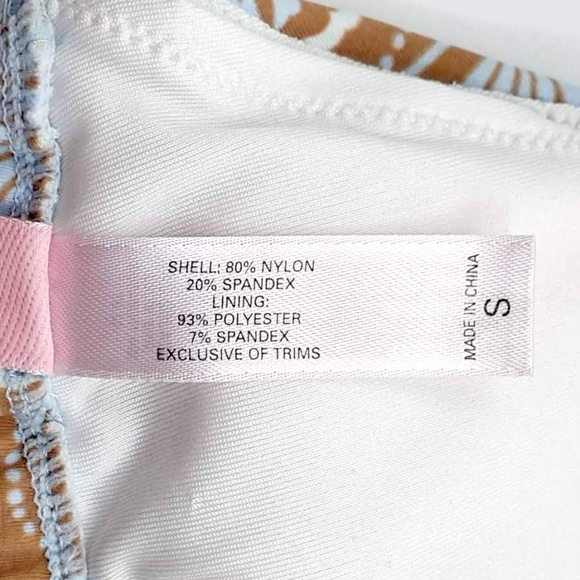 SHELL: 80% NYLON
20% SPANDEX
LINING:
93% POLYESTER
7% SPANDEX
EXCLUSIVE OF TRIMS
MADE IN CHINA
S